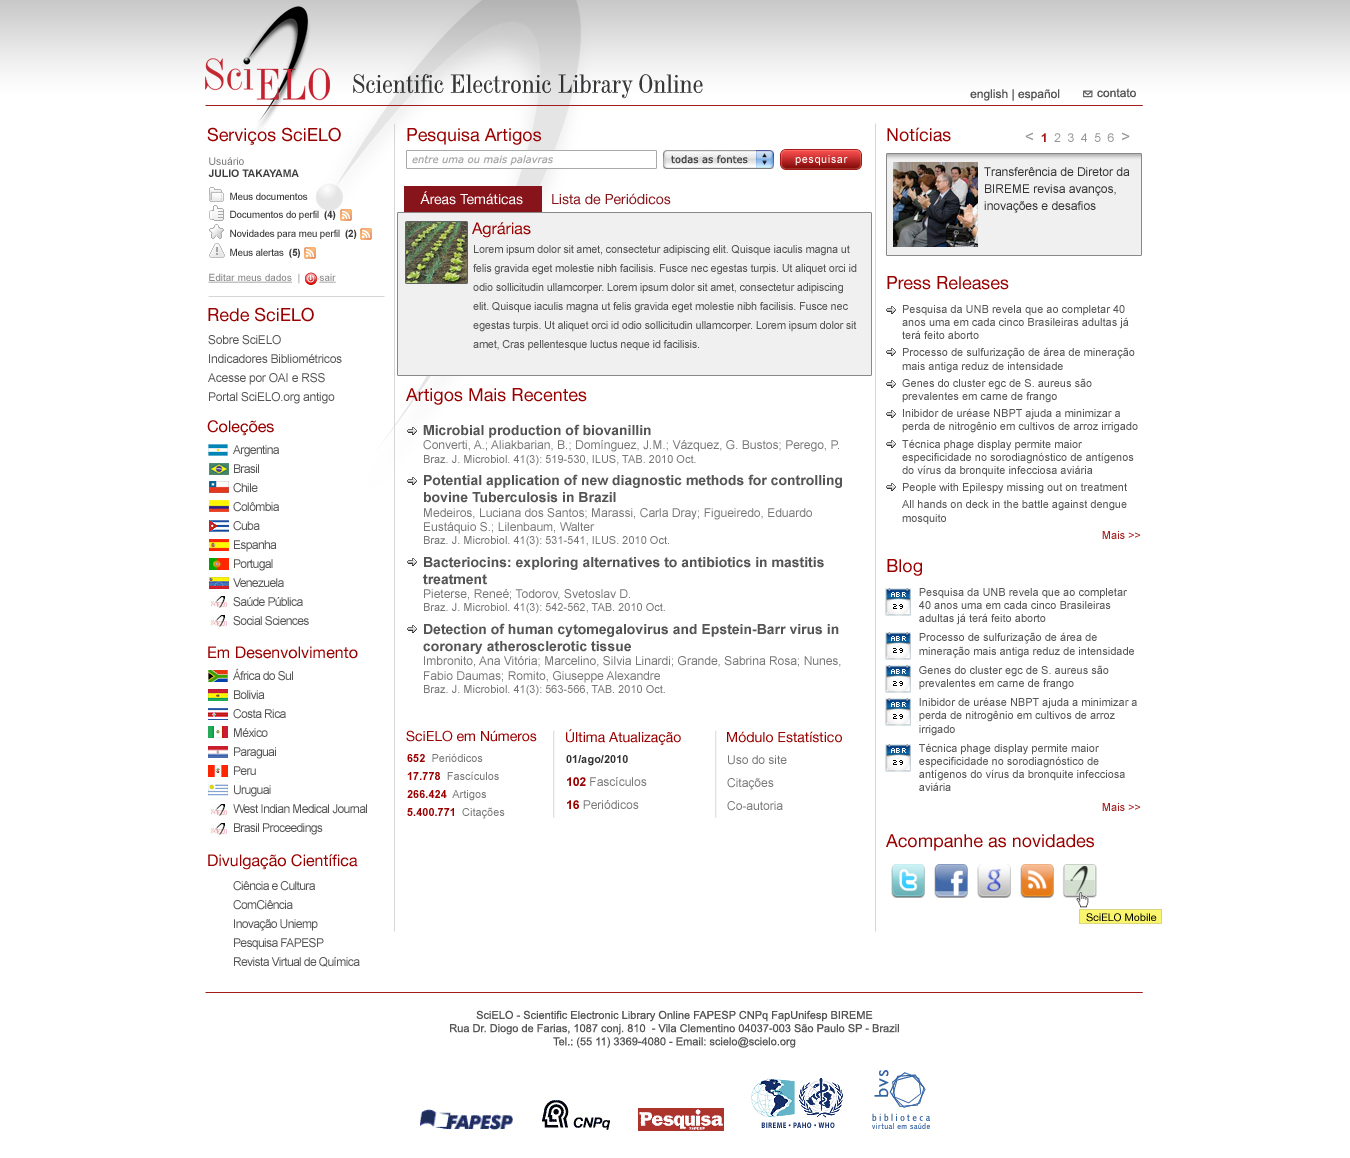 SciELO Scientific Electronic Library Online
english | español contato
Serviços SciELO
Usuário
JULIO TAKAYAMA
Meus documentos
Documentos do perfil (4)
Novidades para meu perfil (2)
Meus alertas (5)
Editar meus dados | sair
Rede SciELO
Sobre SciELO
Indicadores Bibliométricos
Acesse por OAI e RSS
Portal SciELO.org antigo
Coleções
Argentina
Brasil
Chile
Colômbia
Cuba
Espanha
Portugal
Venezuela
Saúde Pública
Social Sciences
Em Desenvolvimento
África do Sul
Bolivia
Costa Rica
México
Paraguai
Peru
Uruguai
West Indian Medical Journal
Brasil Proceedings
Divulgação Científica
Ciência e Cultura
ComCiência
Inovação Uniemp
Pesquisa FAPESP
Revista Virtual de Química
Pesquisa Artigos
entre uma ou mais palavras todas as fontes pesquisar
Áreas Temáticas Lista de Periódicos
Agrárias
Lorem ipsum dolor sit amet, consectetur adipiscing elit. Quisque iaculis magna ut
felis gravida eget molestie nibh facilisis. Fusce nec egestas turpis. Ut aliquet orci id
odio sollicitudin ullamcorper. Lorem ipsum dolor sit amet, consectetur adipiscing
elit. Quisque iaculis magna ut felis gravida eget molestie nibh facilisis. Fusce nec
egestas turpis. Ut aliquet orci id odio sollicitudin ullamcorper. Lorem ipsum dolor sit
amet, Cras pellentesque luctus neque id facilisis.
Artigos Mais Recentes
Microbial production of biovanillin
Converti, A.; Aliakbarian, B.; Domínguez, J.M.; Vázquez, G. Bustos; Perego, P.
Braz. J. Microbiol. 41(3): 519-530, ILUS, TAB. 2010 Oct.
Potential application of new diagnostic methods for controlling
bovine Tuberculosis in Brazil
Medeiros, Luciana dos Santos; Marassi, Carla Dray; Figueiredo, Eduardo
Eustáquio S.; Lilenbaum, Walter
Braz. J. Microbiol. 41(3): 531-541, ILUS. 2010 Oct.
Bacteriocins: exploring alternatives to antibiotics in mastitis
treatment
Pieterse, Reneé; Todorov, Svetoslav D.
Braz. J. Microbiol. 41(3): 542-562, TAB. 2010 Oct.
Detection of human cytomegalovirus and Epstein-Barr virus in
coronary atherosclerotic tissue
Imbronito, Ana Vitória; Marcelino, Silvia Linardi; Grande, Sabrina Rosa; Nunes,
Fabio Daumas; Romito, Giuseppe Alexandre
Braz. J. Microbiol. 41(3): 563-566, TAB. 2010 Oct.
SciELO em Números
652 Periódicos
17.778 Fascículos
266.424 Artigos
5.400.771 Citações
Última Atualização
01/ago/2010
102 Fascículos
16 Periódicos
Módulo Estatístico
Uso do site
Citações
Co-autoria
Notícias < 1 2 3 4 5 6 >
Transferência de Diretor da
BIREME revisa avanços,
inovações e desafios
Press Releases
Pesquisa da UNB revela que ao completar 40
anos uma em cada cinco Brasileiras adultas já
terá feito aborto
Processo de sulfurização de área de mineração
mais antiga reduz de intensidade
Genes do cluster egc de S. aureus são
prevalentes em carne de frango
Inibidor de uréase NBPT ajuda a minimizar a
perda de nitrogênio em cultivos de arroz irrigado
Técnica phage display permite maior
especificidade no sorodiagnóstico de antígenos
do vírus da bronquite infecciosa aviária
People with Epilespy missing out on treatment
All hands on deck in the battle against dengue
mosquito
Mais >>
Blog
ABR 29
Pesquisa da UNB revela que ao completar
40 anos uma em cada cinco Brasileiras
adultas já terá feito aborto
ABR 29
Processo de sulfurização de área de
mineração mais antiga reduz de intensidade
ABR 29
Genes do cluster egc de S. aureus são
prevalentes em carne de frango
ABR 29
Inibidor de uréase NBPT ajuda a minimizar a
perda de nitrogênio em cultivos de arroz
irrigado
ABR 29
Técnica phage display permite maior
especificidade no sorodiagnóstico de
antígenos do vírus da bronquite infecciosa
aviária
Mais >>
Acompanhe as novidades
SciELO Mobile
SciELO - Scientific Electronic Library Online FAPESP CNPq FapUnifesp BIREME
Rua Dr. Diogo de Farias, 1087 conj. 810 - Vila Clementino 04037-003 São Paulo SP - Brazil
Tel.: (55 11) 3369-4080 - Email: scielo@scielo.org
FAPESP
CNPq
Pesquisa
FAPESP
BIREME • PAHO • WHO
bvs
biblioteca
virtual em saúde